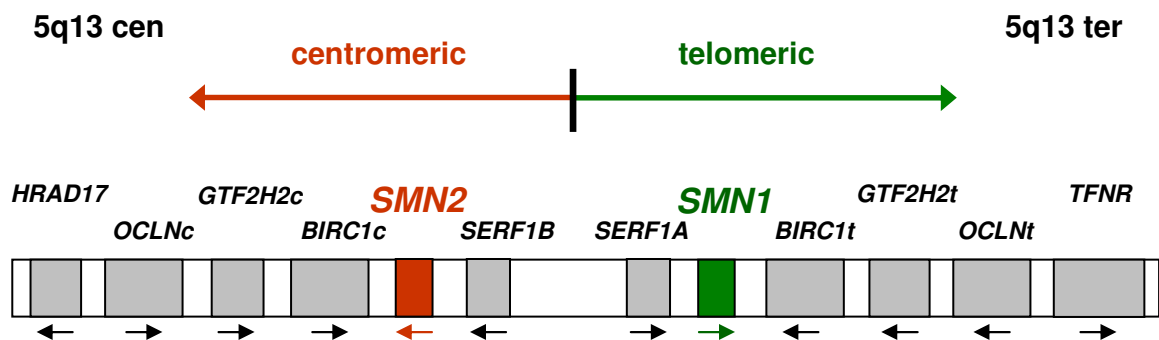 5q13 cen
5q13 ter
centromeric
telomeric
HRAD17
GTF2H2c
SMN2
SMN1
GTF2H2t
TFNR
OCLNc
BIRC1c
SERF1B
SERF1A
BIRC1t
OCLNt